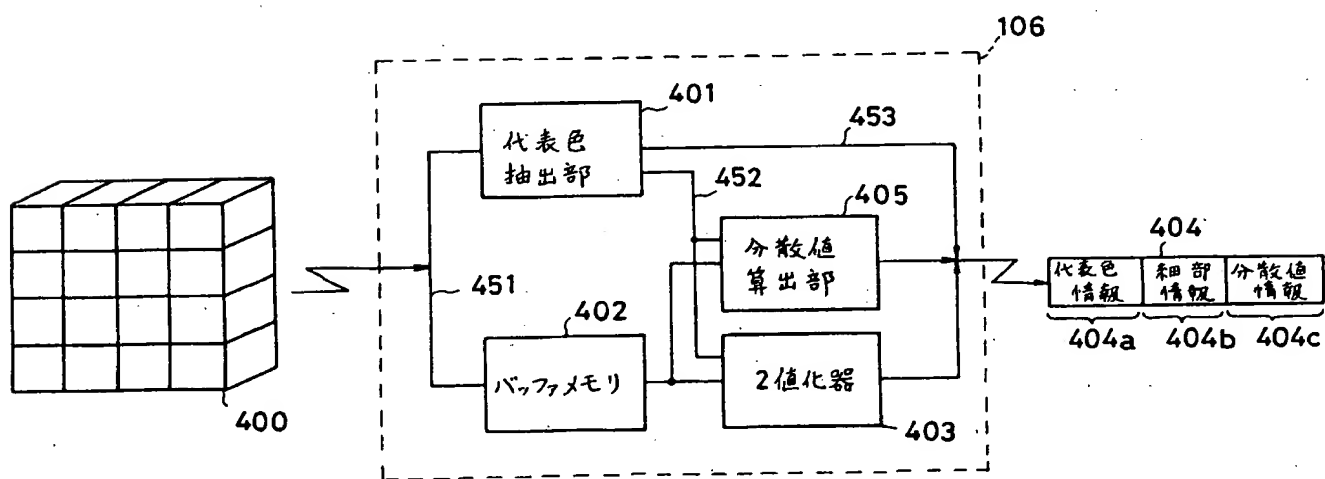 106
401
代表色
抽出部
453
452
405
分散値
算出部
404
代表色
情報
細部
情報
分散値
情報
404a
404b
404c
451
402
バッファメモリ
2値化器
403
400